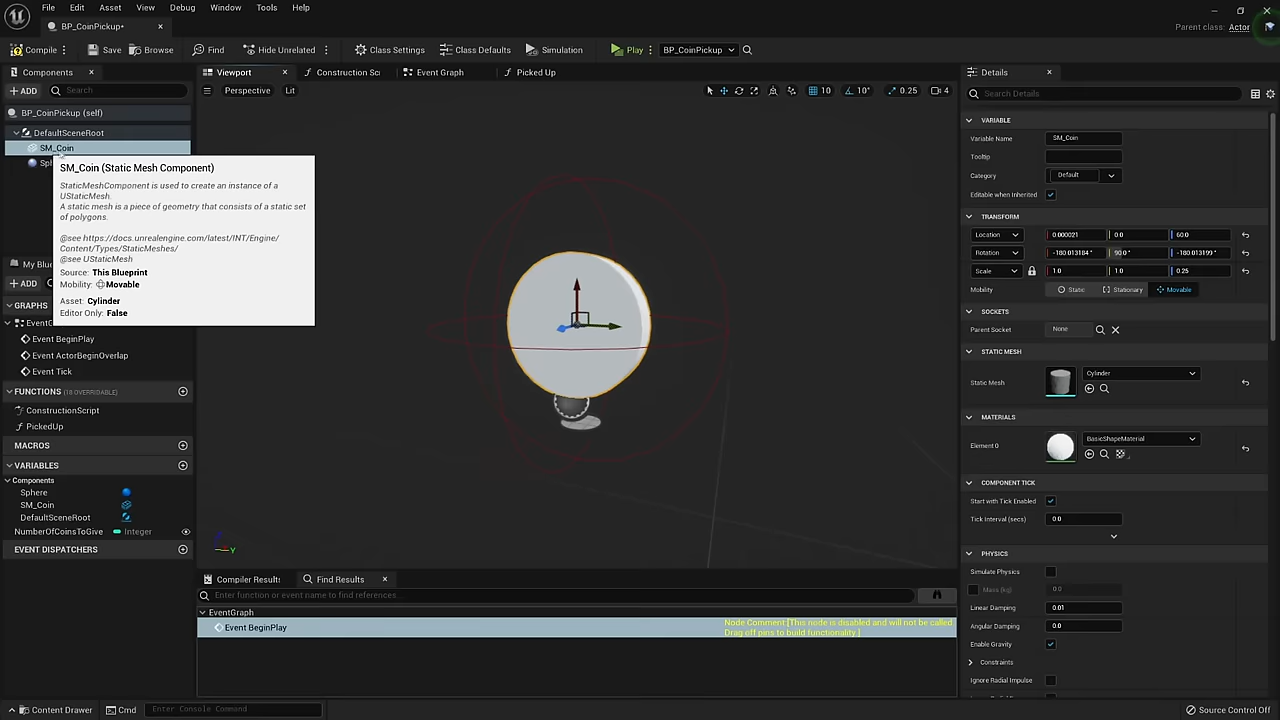 File Edit Asset View Debug Window Tools Help
BP_CoinPickup*
Parent class: Actor
Compile Save Browse Find Hide Unrelated Class Settings Class Defaults Simulation Play BP_CoinPickup
Components
Viewport Construction Sc Event Graph Picked Up
Details
+ ADD Search
Perspective Lit
10 10° 0.25 4
Search Details
BP_CoinPickup (self)
DefaultSceneRoot
SM_Coin
Sph
SM_Coin (Static Mesh Component)
StaticMeshComponent is used to create an instance of a
UStaticMesh.
A static mesh is a piece of geometry that consists of a static set
of polygons.
@see https://docs.unrealengine.com/latest/INT/Engine/
Content/Types/StaticMeshes/
@see UStaticMesh
Source: This Blueprint
Mobility: Movable
Asset: Cylinder
Editor Only: False
My Blu
+ ADD
GRAPHS
EventG
Event BeginPlay
Event ActorBeginOverlap
Event Tick
FUNCTIONS (18 OVERRIDABLE)
ConstructionScript
PickedUp
MACROS
VARIABLES
Components
Sphere
SM_Coin
DefaultSceneRoot
NumberOfCoinsToGive Integer
EVENT DISPATCHERS
Y
Compiler Results Find Results
Enter function or event name to find references...
EventGraph
Event BeginPlay
Node Comment:[This node is disabled and will not be called.
Drag off pins to build functionality.]
VARIABLE
Variable Name SM_Coin
Tooltip
Category Default
Editable when Inherited
TRANSFORM
Location 0.000021 0.0 60.0
Rotation -180.013184 ° 90.0 ° -180.013199 °
Scale 1.0 1.0 0.25
Mobility Static Stationary Movable
SOCKETS
Parent Socket None
STATIC MESH
Static Mesh Cylinder
MATERIALS
Element 0 BasicShapeMaterial
COMPONENT TICK
Start with Tick Enabled
Tick Interval (secs) 0.0
PHYSICS
Simulate Physics
Mass (kg) 0.0
Linear Damping 0.01
Angular Damping 0.0
Enable Gravity
Constraints
Ignore Radial Impulse
Content Drawer Cmd Enter Console Command
Source Control Off